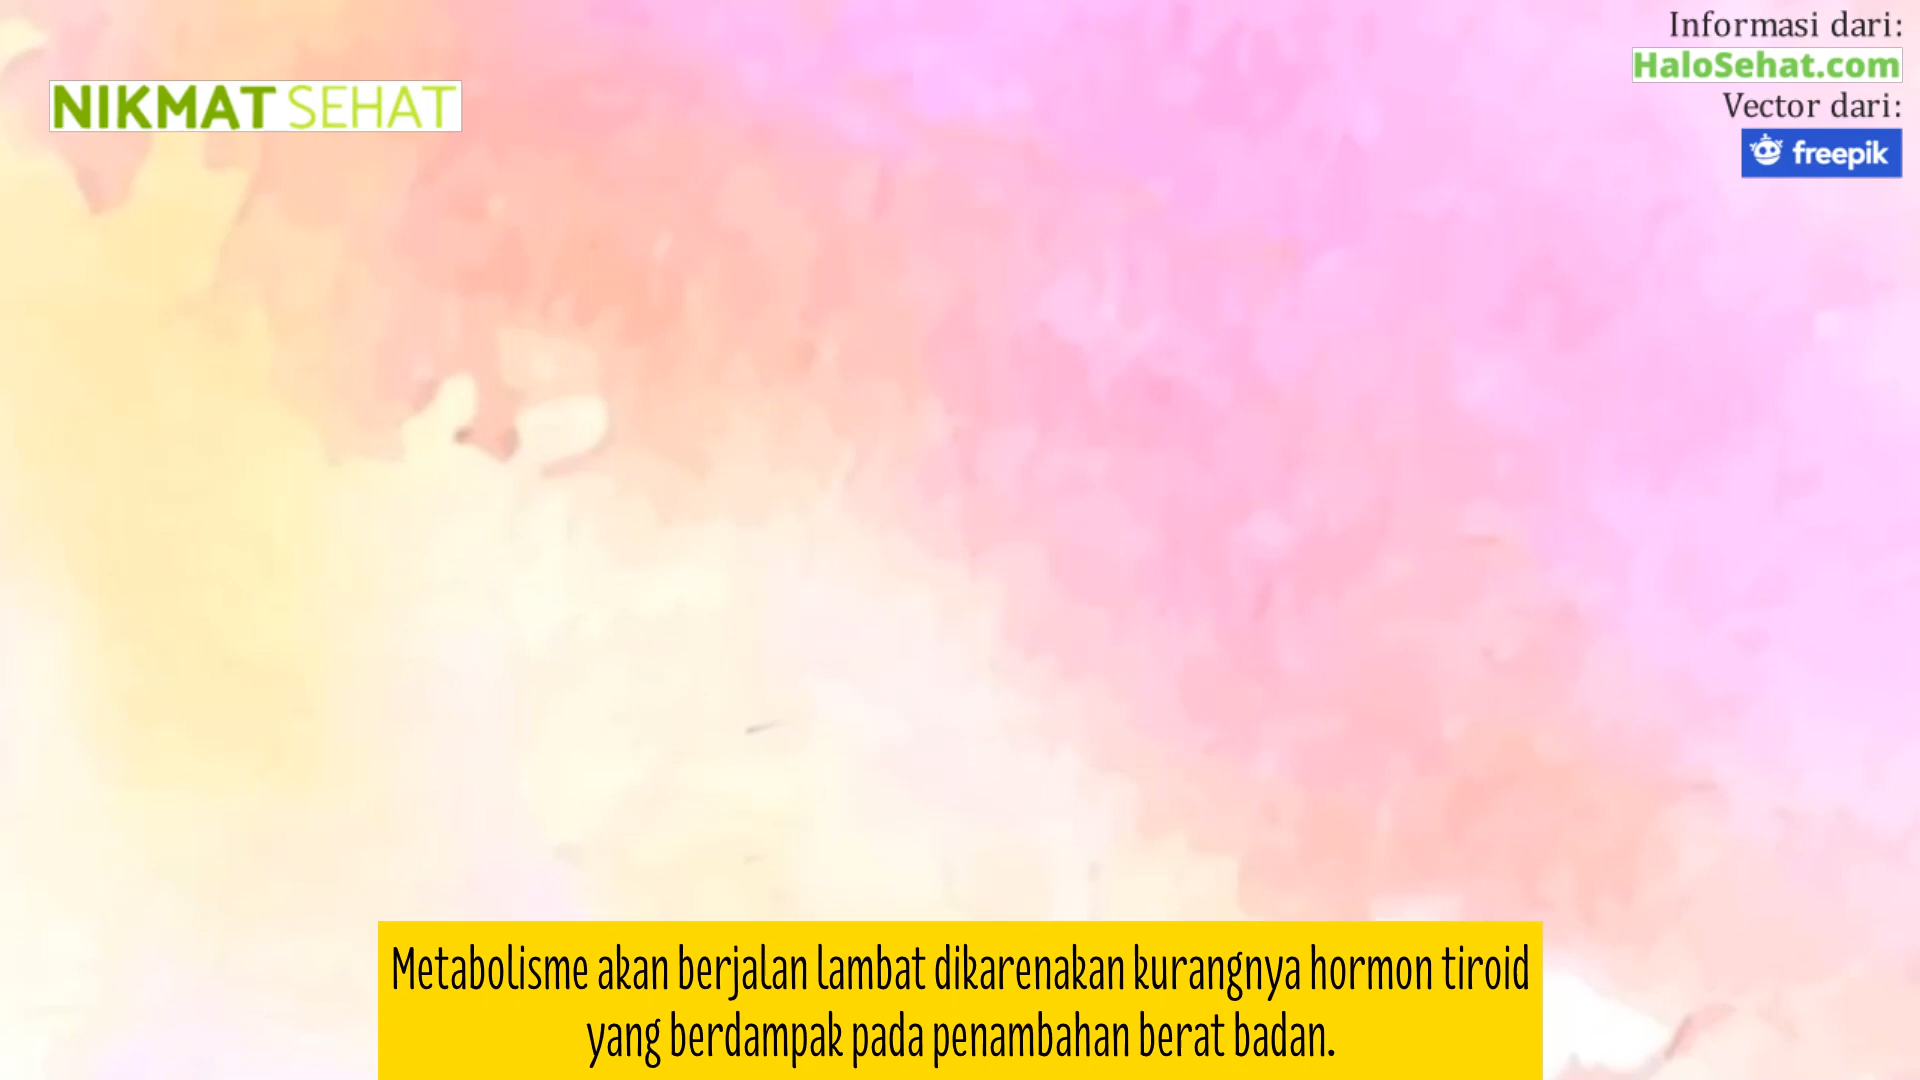 Informasi dari:
HaloSehat.com
NIKMAT SEHAT
Vector dari:
freepik
Metabolisme akan berjalan lambat dikarenakan kurangnya hormon tiroid
yang berdampak pada penambahan berat badan.